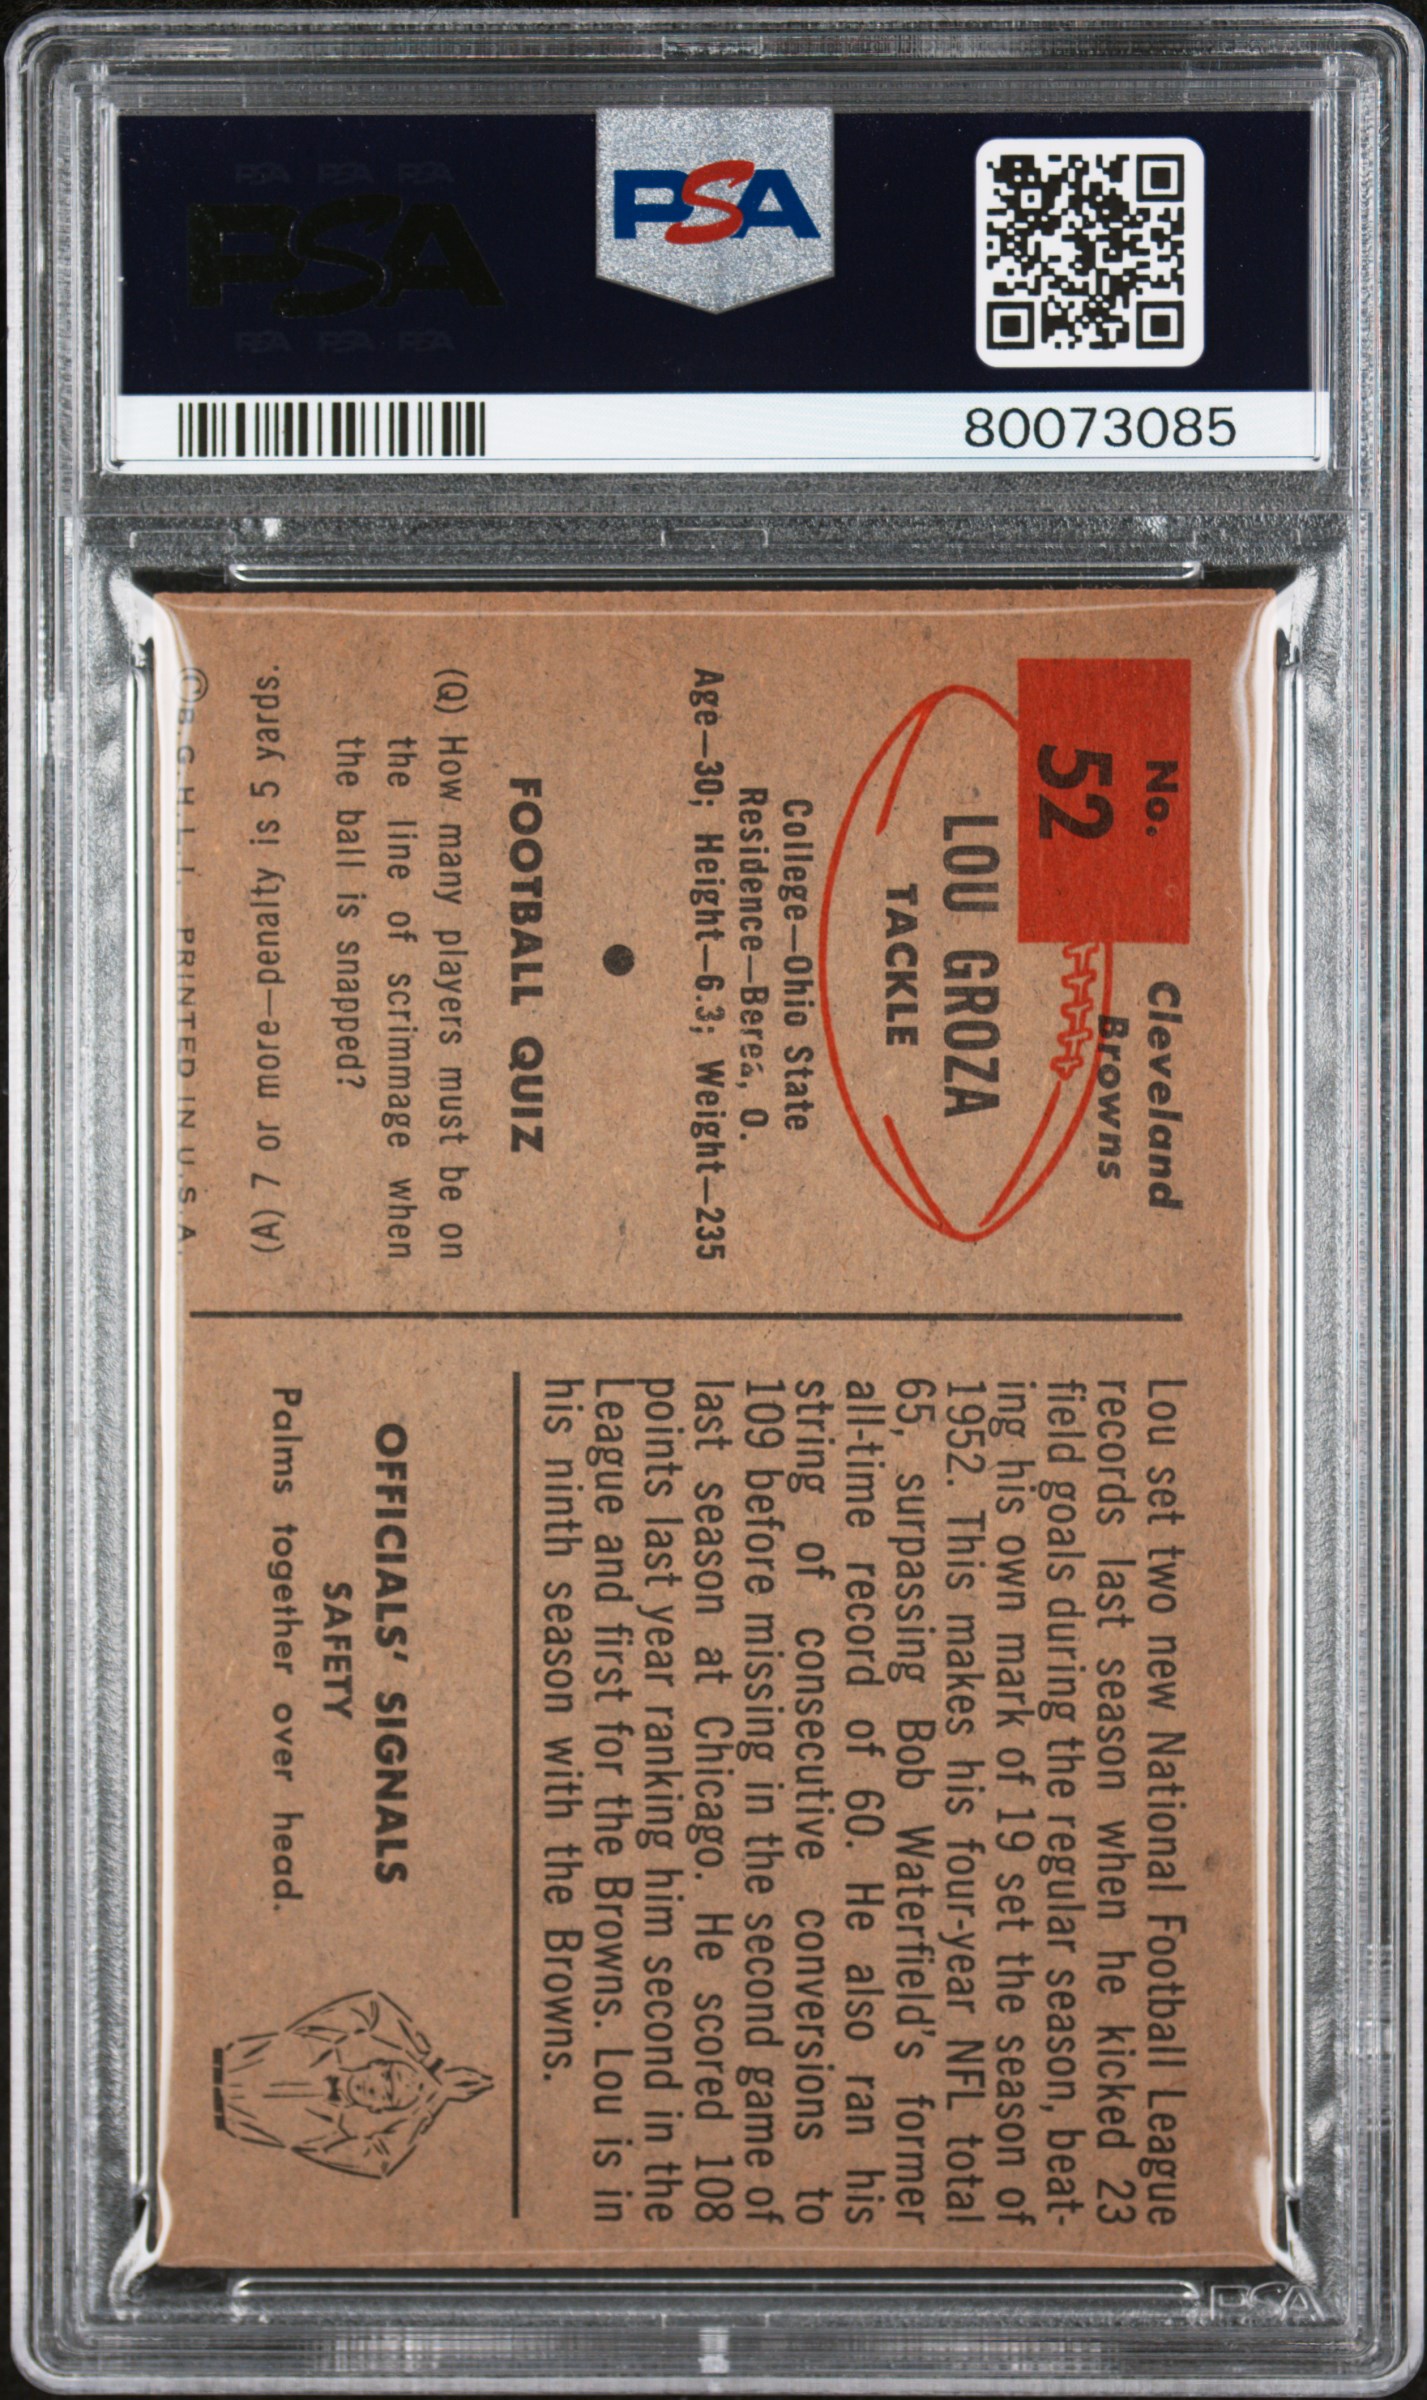 PSA PSA PSA
PSA
PSA PSA PSA
PSA
80073085
No.
52
Cleveland
Browns
LOU GROZA
TACKLE
College—Ohio State
Residence—Berea, O.
Age—30; Height—6.3; Weight—235
FOOTBALL QUIZ
(Q) How many players must be on
the line of scrimmage when
the ball is snapped?
(A) 7 or more—penalty is 5 yards.
©B.G.H.L.I. PRINTED IN U.S.A.
Lou set two new National Football League
records last season when he kicked 23
field goals during the regular season, beat-
ing his own mark of 19 set the season of
1952. This makes his four-year NFL total
65, surpassing Bob Waterfield's former
all-time record of 60. He also ran his
string of consecutive conversions to
109 before missing in the second game of
last season at Chicago. He scored 108
points last year ranking him second in the
League and first for the Browns. Lou is in
his ninth season with the Browns.
OFFICIALS' SIGNALS
SAFETY
Palms together over head.
PSA